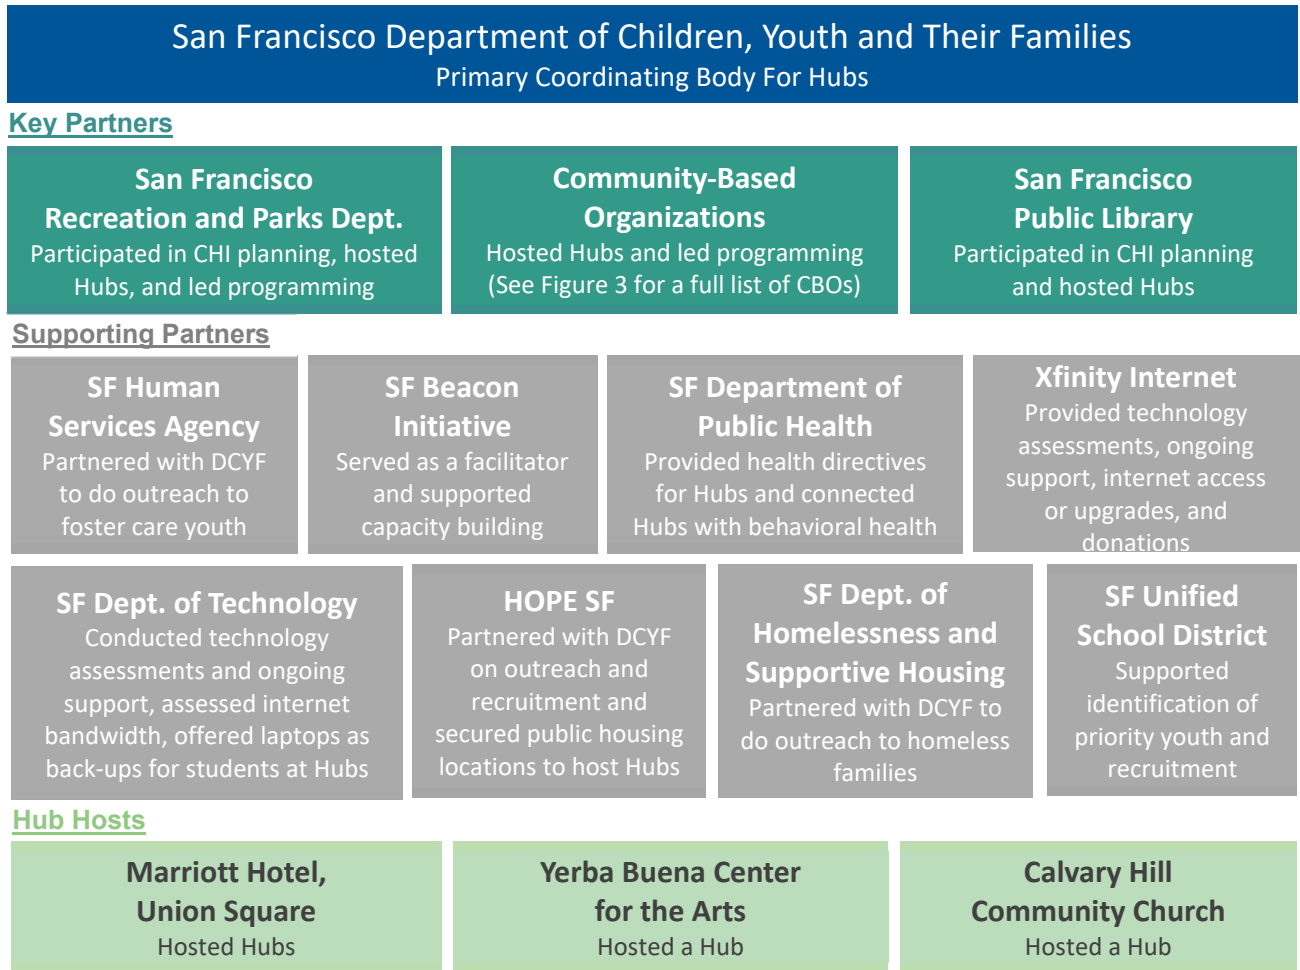 San Francisco Department of Children, Youth and Their Families
Primary Coordinating Body For Hubs
Key Partners
San Francisco
Recreation and Parks Dept.
Participated in CHI planning, hosted
Hubs, and led programming
Community-Based
Organizations
Hosted Hubs and led programming
(See Figure 3 for a full list of CBOs)
San Francisco
Public Library
Participated in CHI planning
and hosted Hubs
Supporting Partners
SF Human
Services Agency
Partnered with DCYF
to do outreach to
foster care youth
SF Beacon
Initiative
Served as a facilitator
and supported
capacity building
SF Department of
Public Health
Provided health directives
for Hubs and connected
Hubs with behavioral health
Xfinity Internet
Provided technology
assessments, ongoing
support, internet access
or upgrades, and
donations
SF Dept. of Technology
Conducted technology
assessments and ongoing
support, assessed internet
bandwidth, offered laptops as
back-ups for students at Hubs
HOPE SF
Partnered with DCYF
on outreach and
recruitment and
secured public housing
locations to host Hubs
SF Dept. of
Homelessness and
Supportive Housing
Partnered with DCYF to
do outreach to homeless
families
SF Unified
School District
Supported
identification of
priority youth and
recruitment
Hub Hosts
Marriott Hotel,
Union Square
Hosted Hubs
Yerba Buena Center
for the Arts
Hosted a Hub
Calvary Hill
Community Church
Hosted a Hub